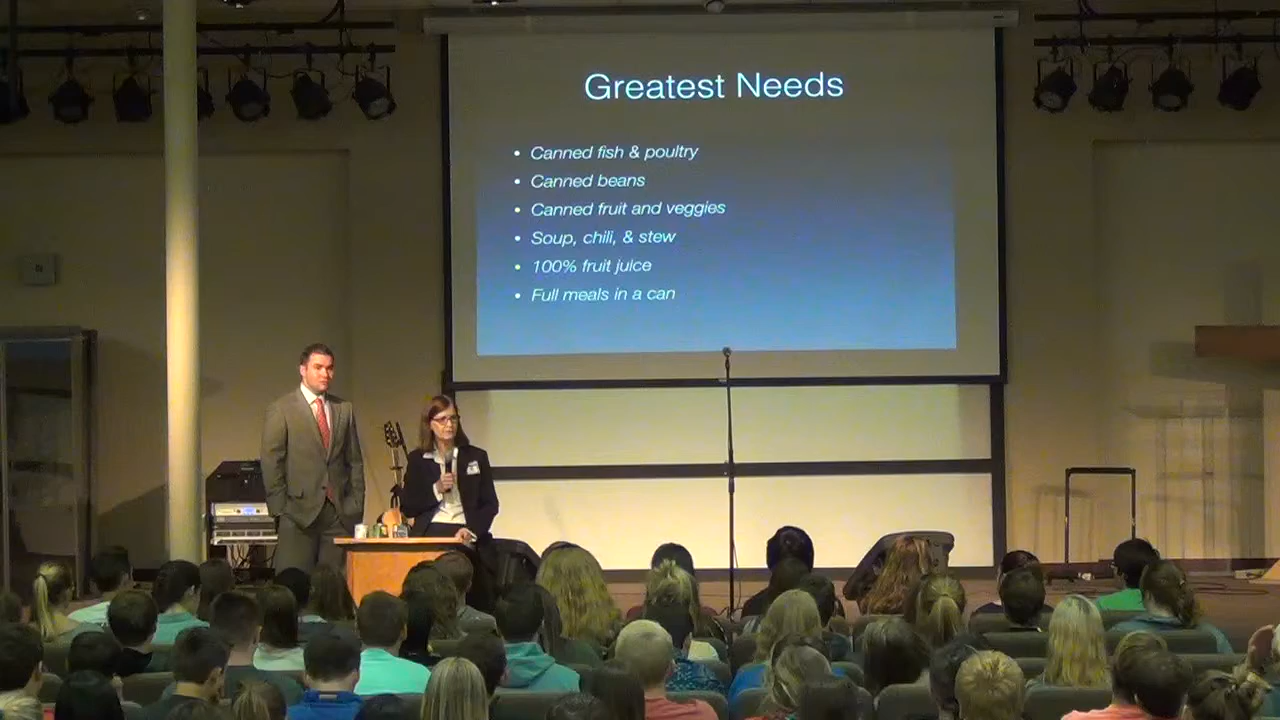 Greatest Needs
• Canned fish & poultry
• Canned beans
• Canned fruit and veggies
• Soup, chili, & stew
• 100% fruit juice
• Full meals in a can